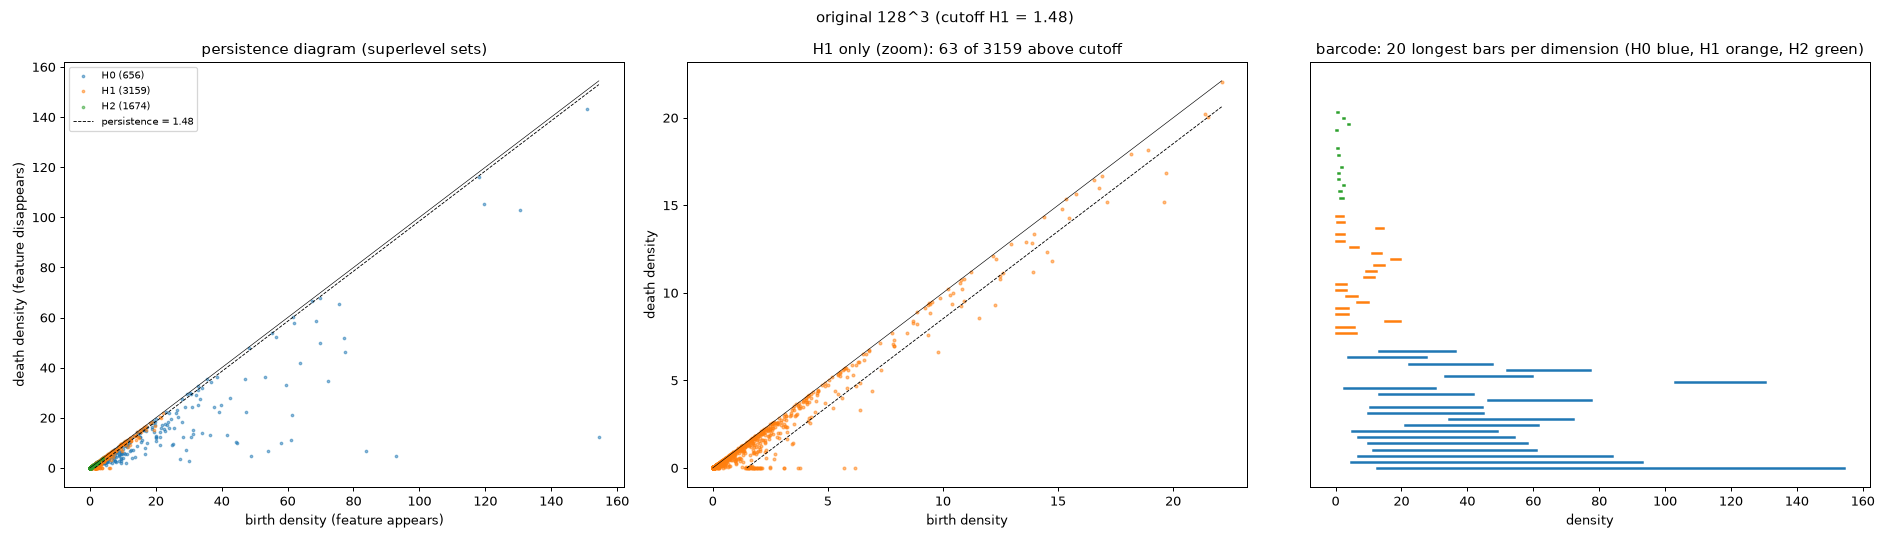 original 128^3 (cutoff H1 = 1.48)
persistence diagram (superlevel sets)
H0 (656)
H1 (3159)
H2 (1674)
persistence = 1.48
160
140
120
100
80
60
40
20
0
death density (feature disappears)
0 20 40 60 80 100 120 140 160
birth density (feature appears)
H1 only (zoom): 63 of 3159 above cutoff
20
15
10
5
0
death density
0 5 10 15 20
birth density
barcode: 20 longest bars per dimension (H0 blue, H1 orange, H2 green)
0 20 40 60 80 100 120 140 160
density